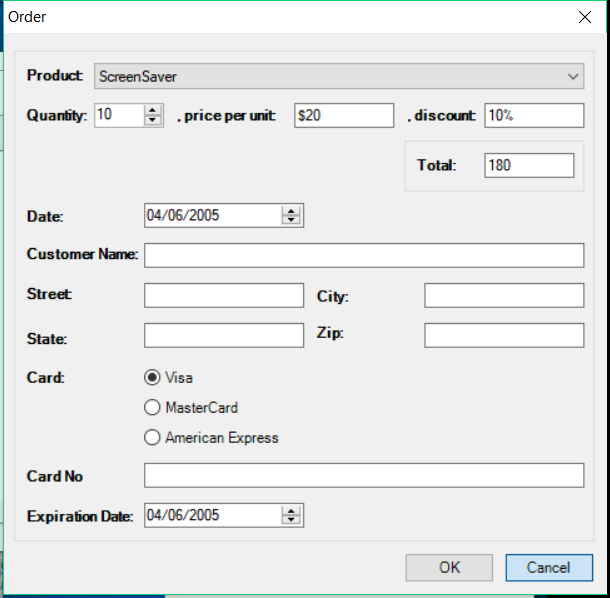 Order
Product: ScreenSaver
Quantity: 10 , price per unit: $20 , discount: 10%
Total: 180
Date: 04/06/2005
Customer Name:
Street: City:
State: Zip:
Card: Visa
MasterCard
American Express
Card No
Expiration Date: 04/06/2005
OK Cancel